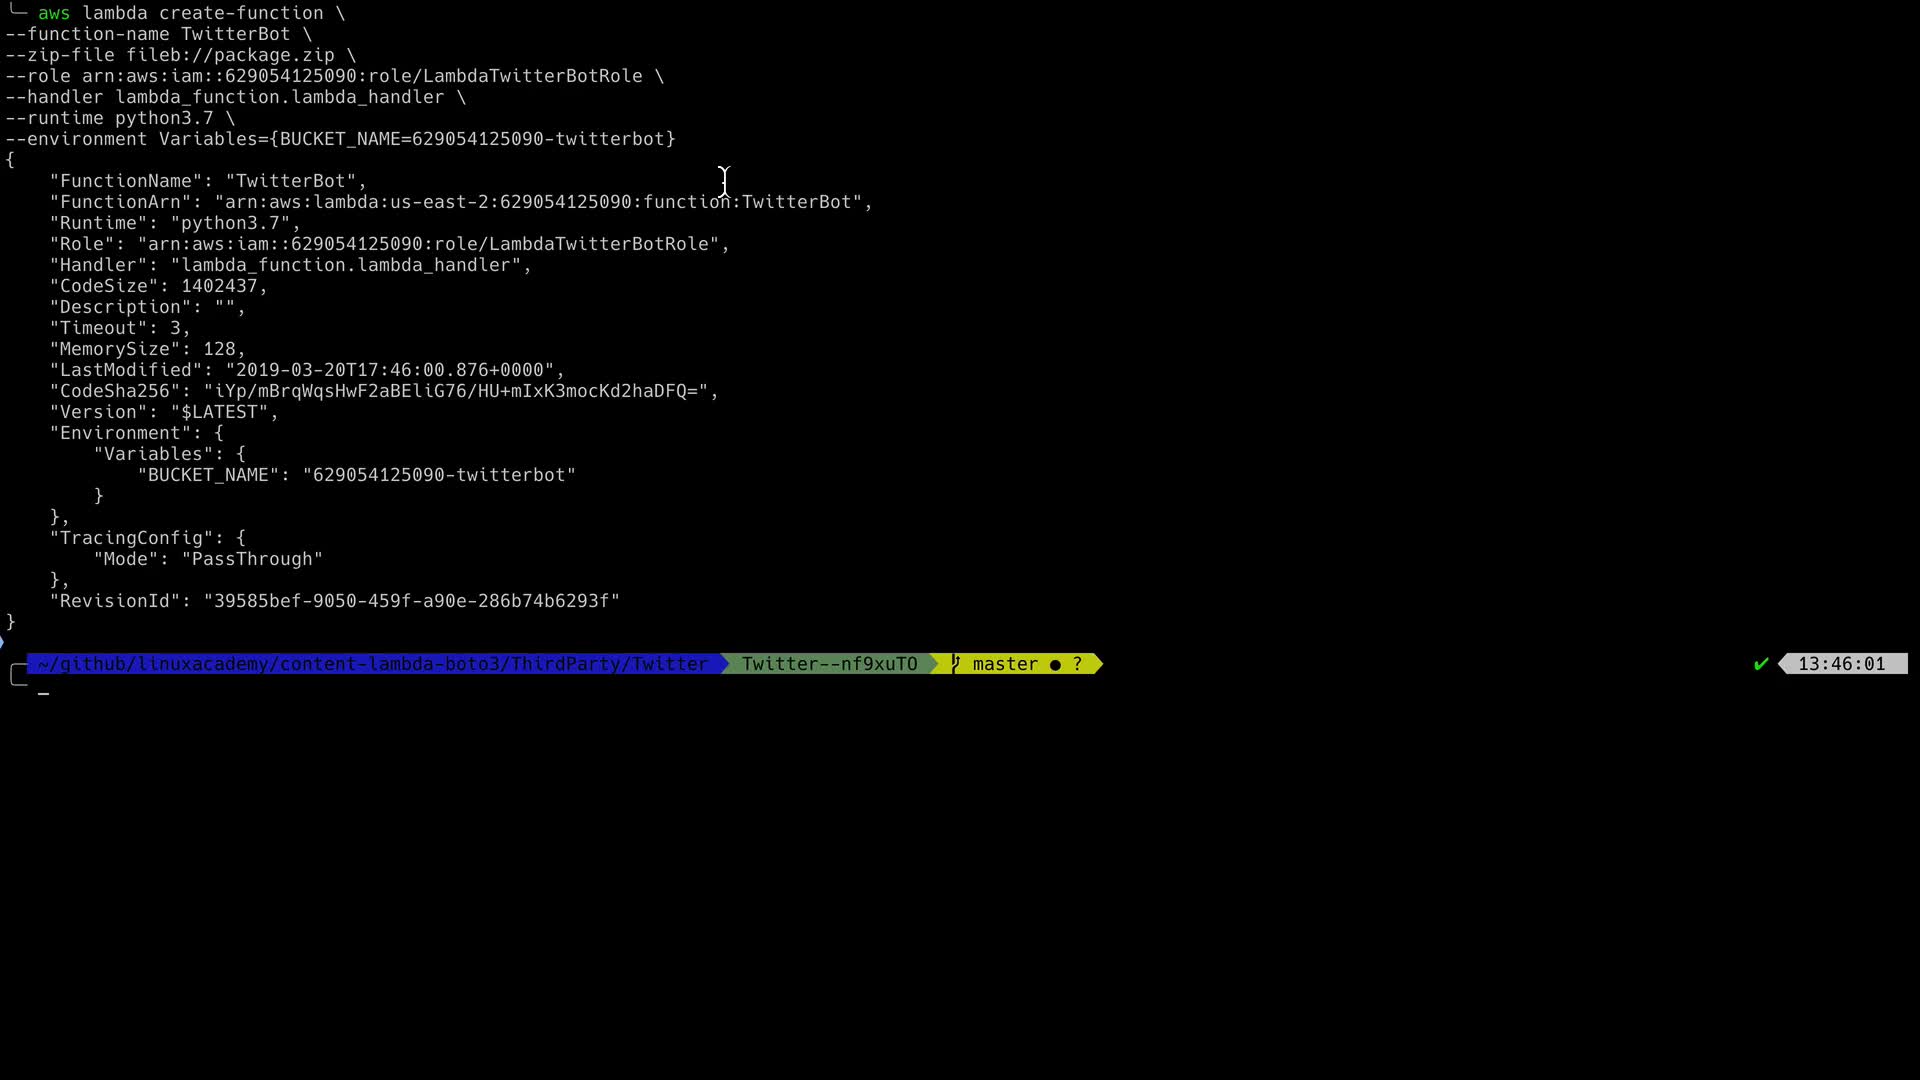 aws lambda create-function \
--function-name TwitterBot \
--zip-file fileb://package.zip \
--role arn:aws:iam::629054125090:role/LambdaTwitterBotRole \
--handler lambda_function.lambda_handler \
--runtime python3.7 \
--environment Variables={BUCKET_NAME=629054125090-twitterbot}
{
    "FunctionName": "TwitterBot",
    "FunctionArn": "arn:aws:lambda:us-east-2:629054125090:function:TwitterBot",
    "Runtime": "python3.7",
    "Role": "arn:aws:iam::629054125090:role/LambdaTwitterBotRole",
    "Handler": "lambda_function.lambda_handler",
    "CodeSize": 1402437,
    "Description": "",
    "Timeout": 3,
    "MemorySize": 128,
    "LastModified": "2019-03-20T17:46:00.876+0000",
    "CodeSha256": "iYp/mBrqWqsHwF2aBEliG76/HU+mIxK3mocKd2haDFQ=",
    "Version": "$LATEST",
    "Environment": {
        "Variables": {
            "BUCKET_NAME": "629054125090-twitterbot"
        }
    },
    "TracingConfig": {
        "Mode": "PassThrough"
    },
    "RevisionId": "39585bef-9050-459f-a90e-286b74b6293f"
}
~/github/linuxacademy/content-lambda-boto3/ThirdParty/Twitter Twitter--nf9xuTO master ● ? ✔ 13:46:01
_